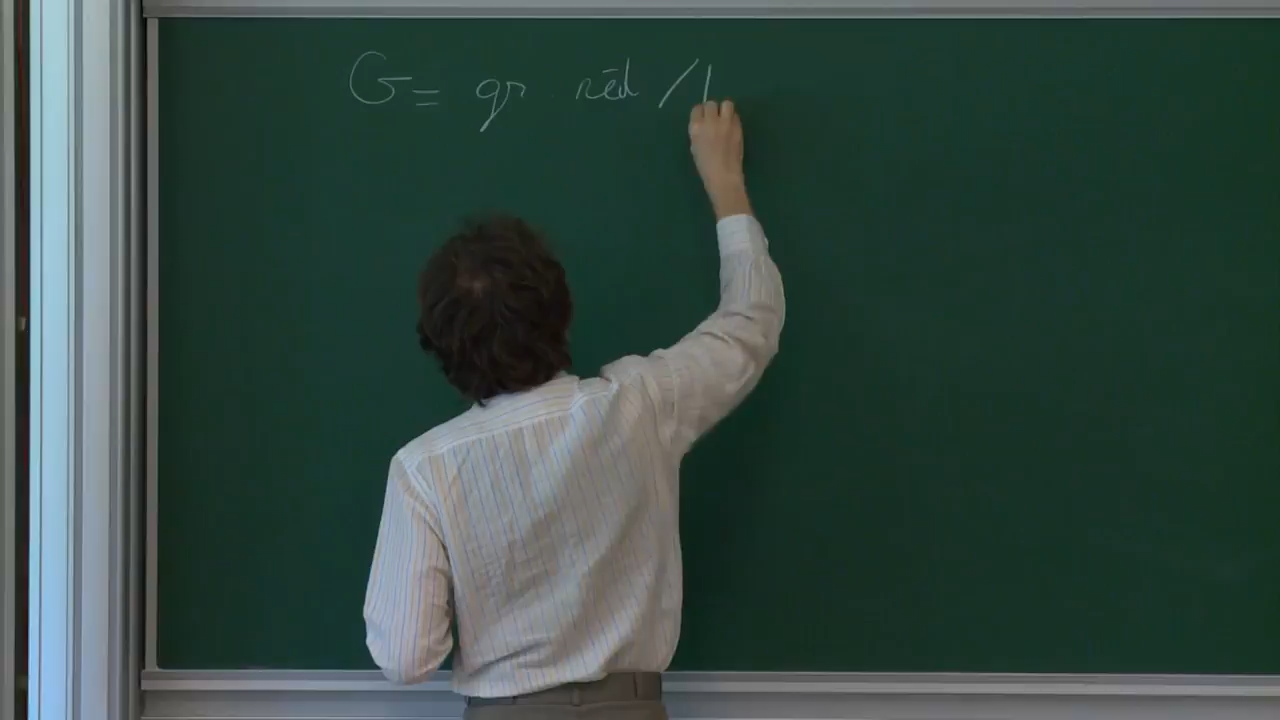 G = gr. réd /